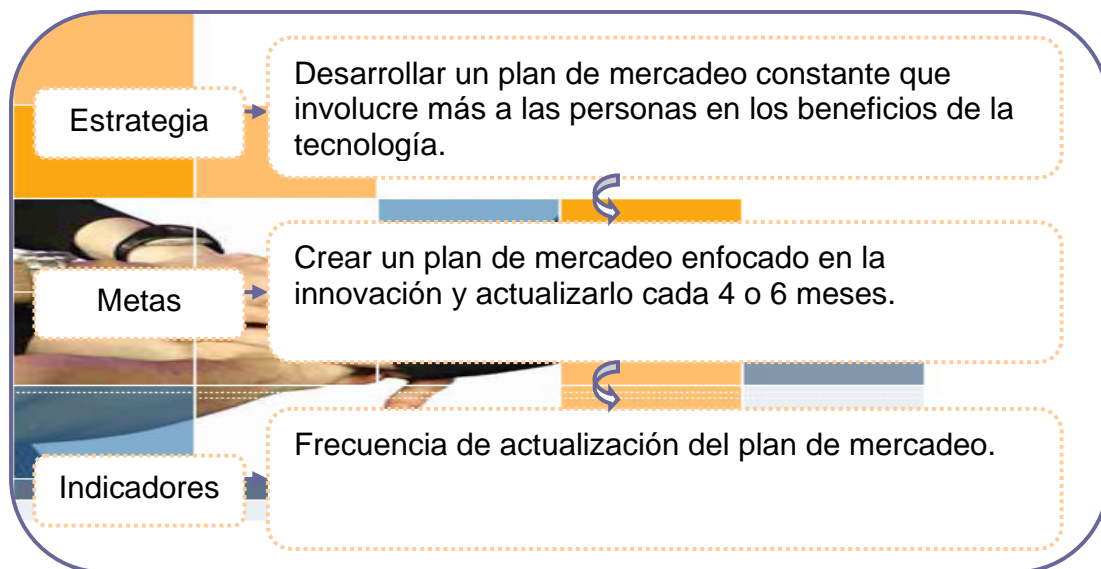 Estrategia
Desarrollar un plan de mercadeo constante que
involucre más a las personas en los beneficios de la
tecnología.
Metas
Crear un plan de mercadeo enfocado en la
innovación y actualizarlo cada 4 o 6 meses.
Indicadores
Frecuencia de actualización del plan de mercadeo.